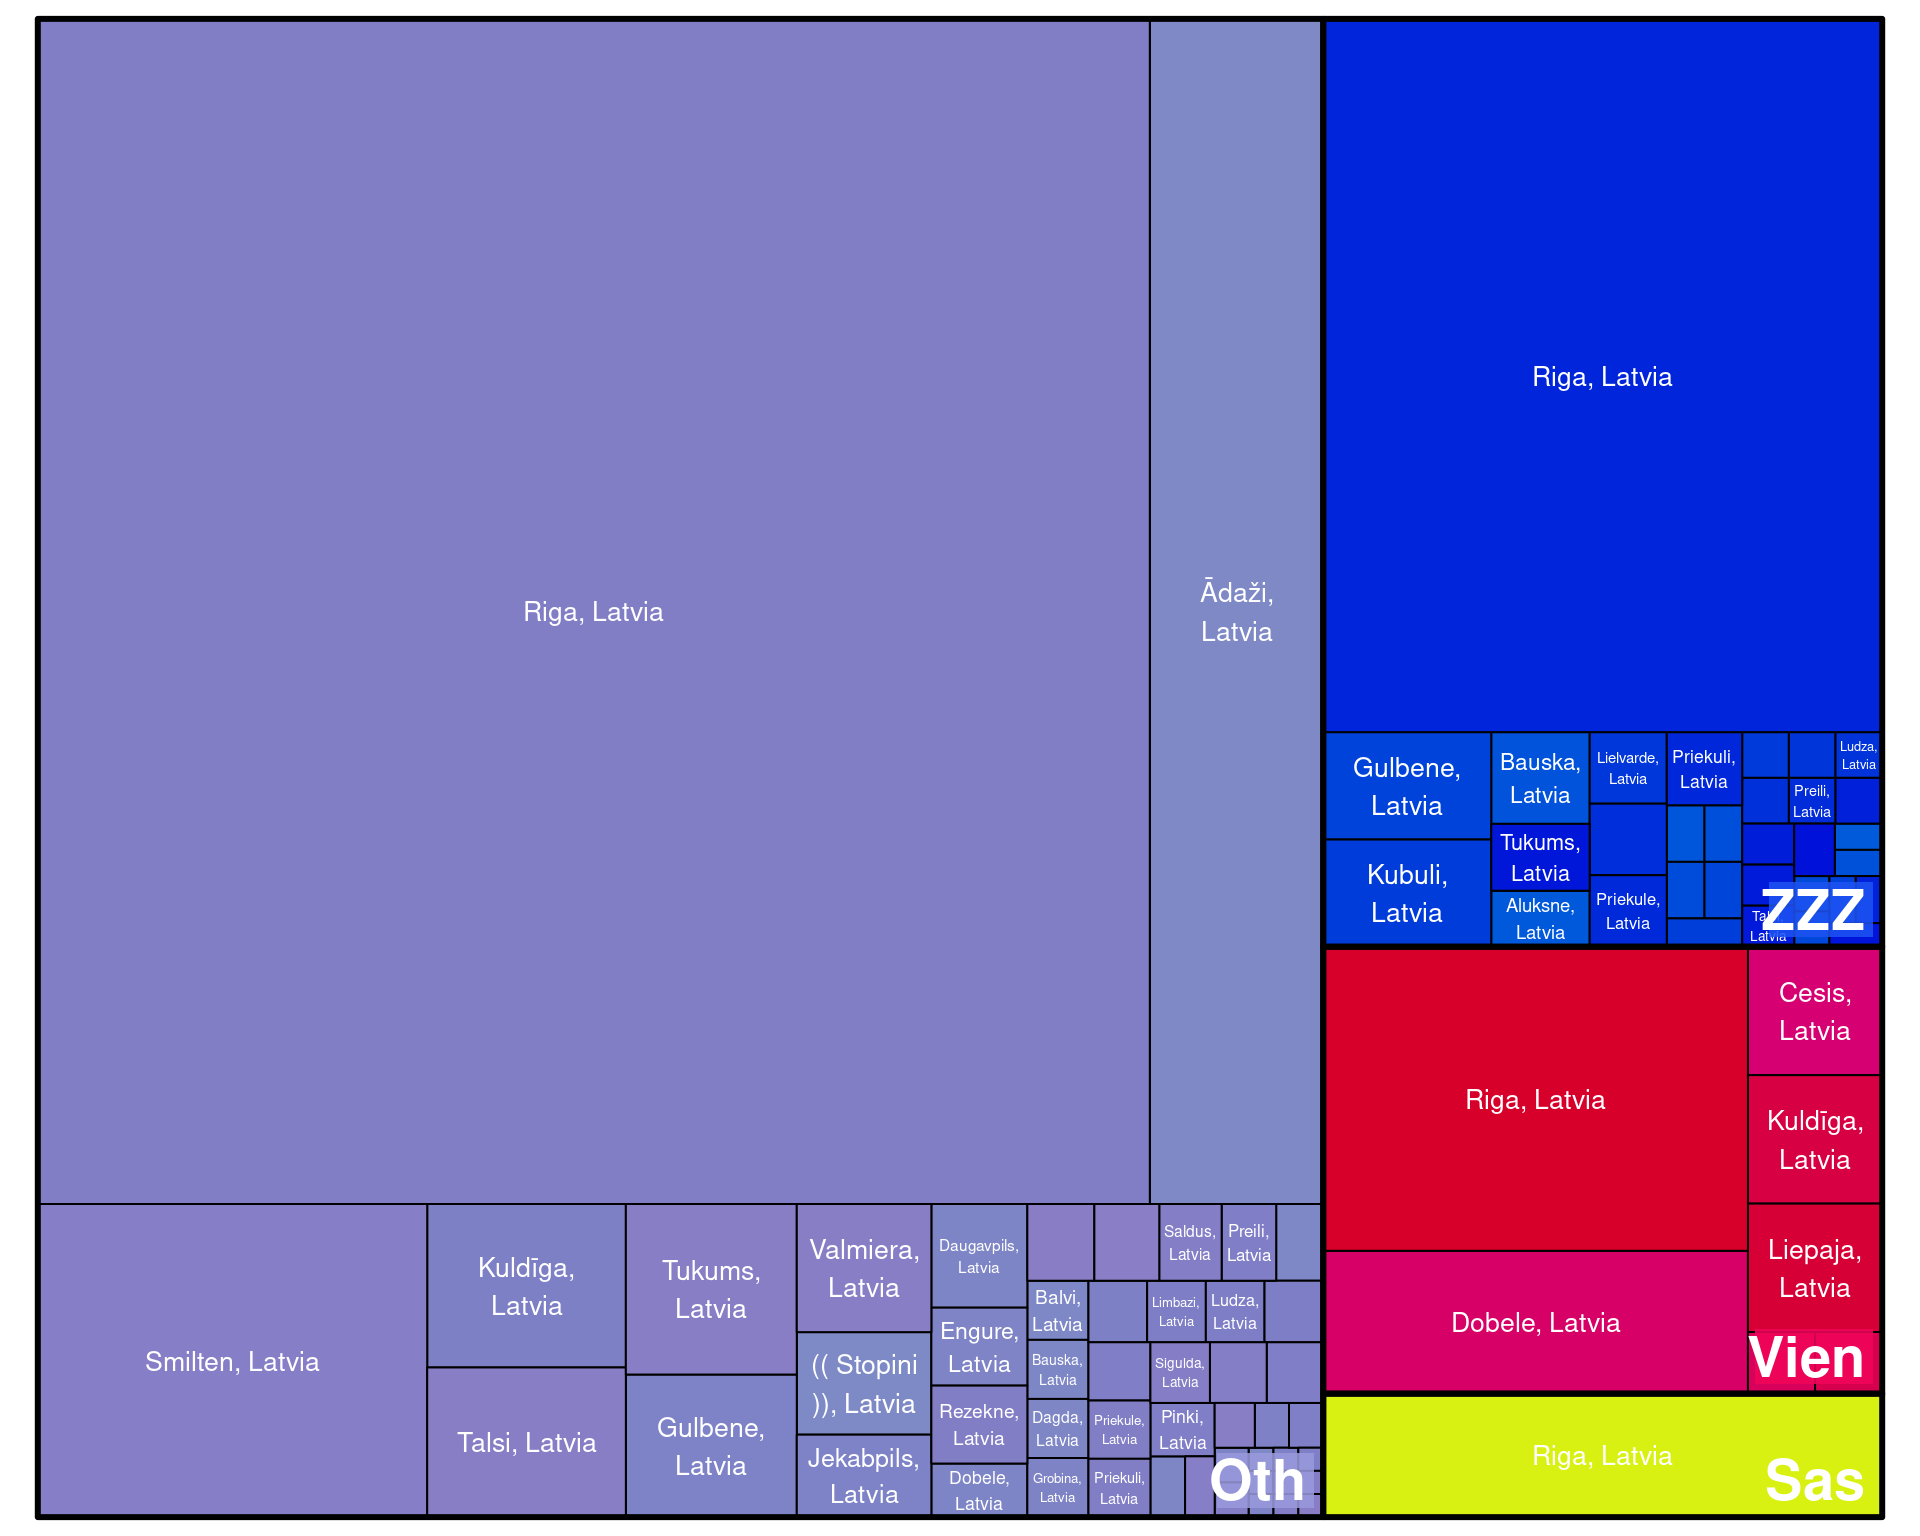 Riga, Latvia
Ādaži,
Latvia
Smilten, Latvia
Kuldīga,
Latvia
Talsi, Latvia
Tukums,
Latvia
Gulbene,
Latvia
Valmiera,
Latvia
(( Stopini
)), Latvia
Jekabpils,
Latvia
Daugavpils,
Latvia
Engure,
Latvia
Rezekne,
Latvia
Dobele,
Latvia
Balvi,
Latvia
Bauska,
Latvia
Dagda,
Latvia
Grobina,
Latvia
Saldus,
Latvia
Preili,
Latvia
Limbazi,
Latvia
Ludza,
Latvia
Sigulda,
Latvia
Priekule,
Latvia
Pinki,
Latvia
Priekuli,
Latvia
Oth
Riga, Latvia
Gulbene,
Latvia
Kubuli,
Latvia
Bauska,
Latvia
Tukums,
Latvia
Aluksne,
Latvia
Lielvarde,
Latvia
Priekule,
Latvia
Priekuli,
Latvia
Ludza,
Latvia
Preili,
Latvia
Latvia
ZZZ
Riga, Latvia
Dobele, Latvia
Cesis,
Latvia
Kuldīga,
Latvia
Liepaja,
Latvia
Vien
Riga, Latvia
Sas